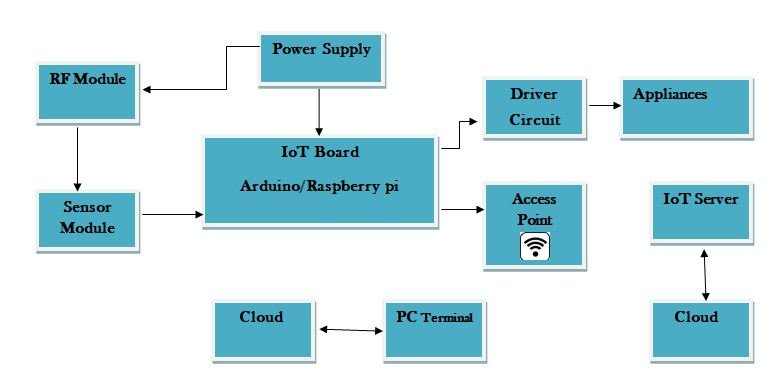 Power Supply
RF Module
Driver
Circuit
Appliances
IoT Board
Arduino/Raspberry pi
Sensor
Module
Access
Point
IoT Server
Cloud
PC Terminal
Cloud